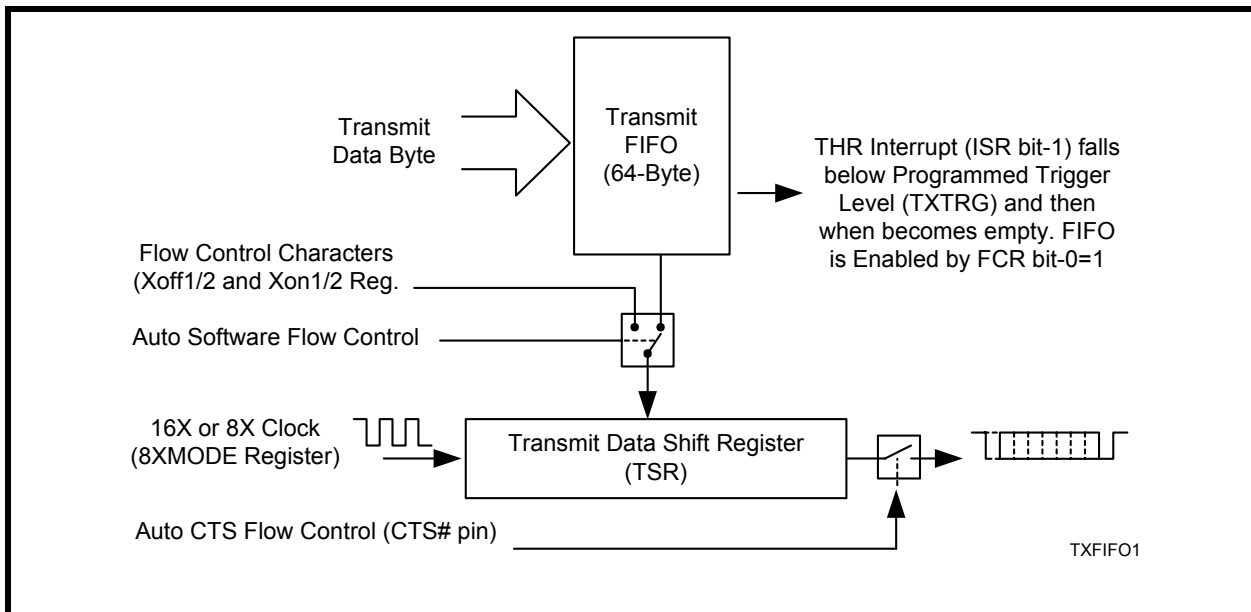 Transmit
Data Byte
Transmit
FIFO
(64-Byte)
THR Interrupt (ISR bit-1) falls
below Programmed Trigger
Level (TXTRG) and then
when becomes empty. FIFO
is Enabled by FCR bit-0=1
Flow Control Characters
(Xoff1/2 and Xon1/2 Reg.
Auto Software Flow Control
16X or 8X Clock
(8XMODE Register)
Transmit Data Shift Register
(TSR)
Auto CTS Flow Control (CTS# pin)
TXFIFO1